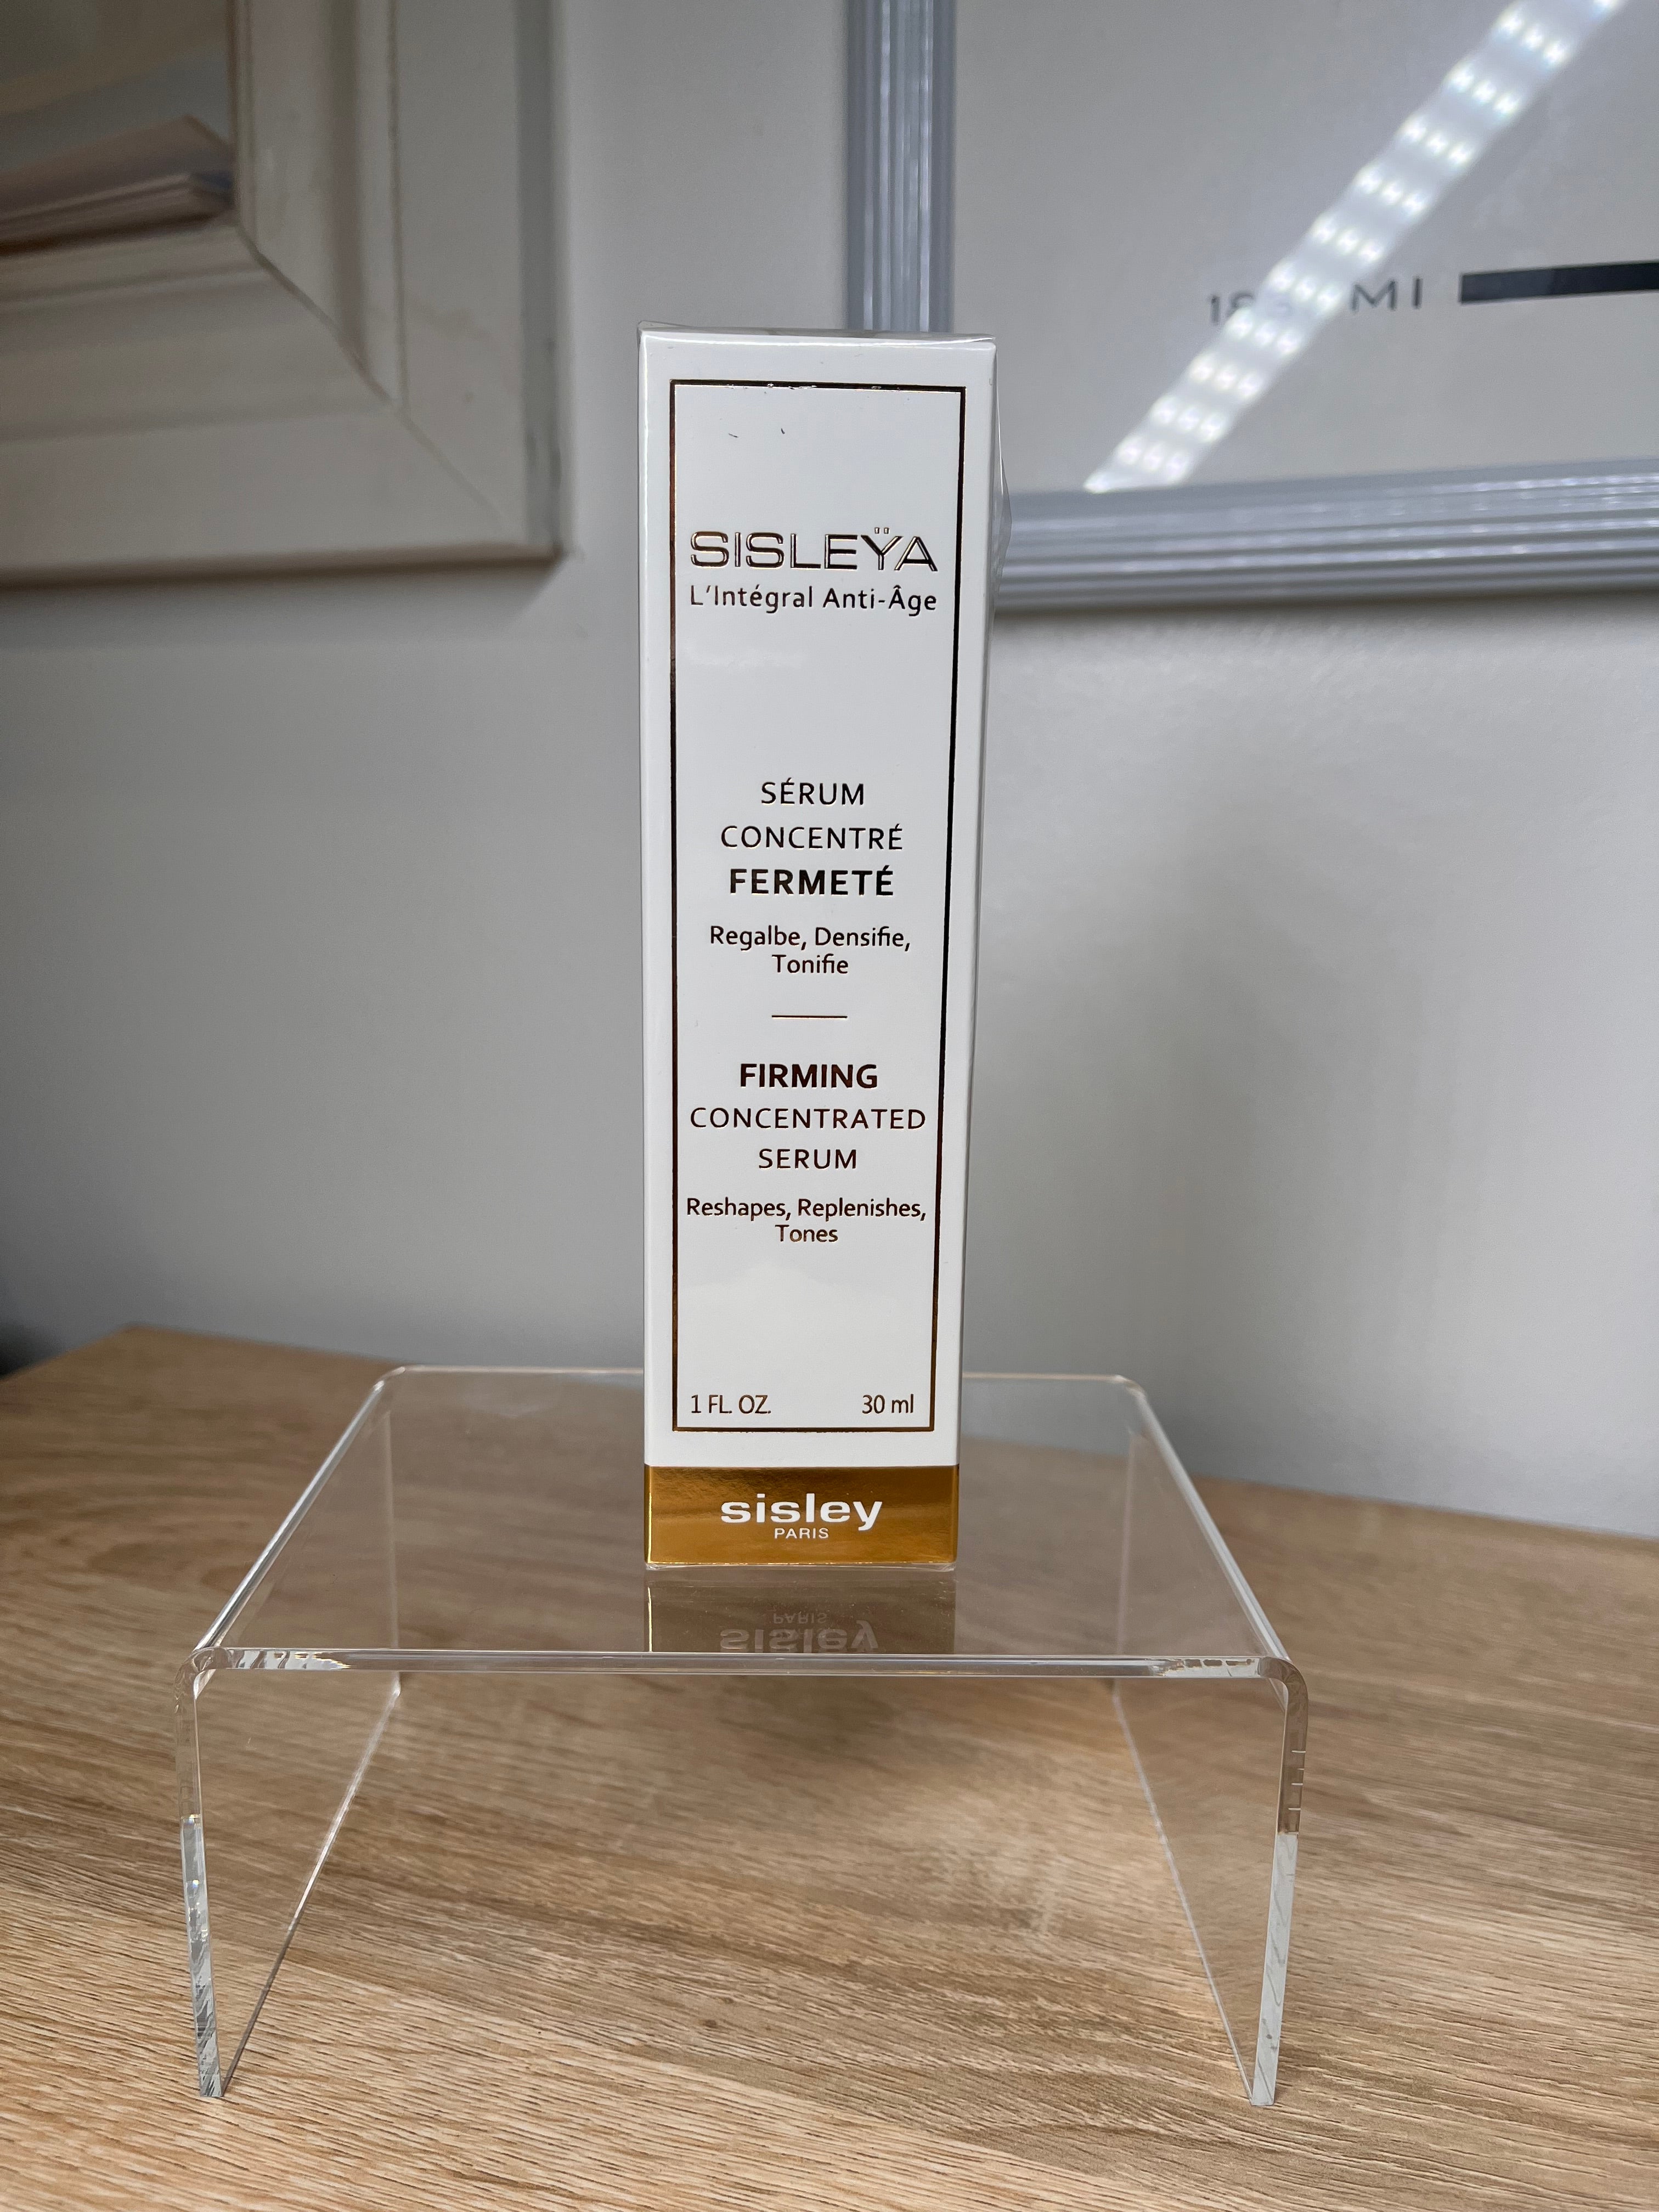 SISLEŸA
L'Intégral Anti-Âge
SÉRUM
CONCENTRÉ
FERMETÉ
Regalbe, Densifie,
Tonifie
FIRMING
CONCENTRATED
SERUM
Reshapes, Replenishes,
Tones
1 FL. OZ. 30 ml
sisley
PARIS
MI